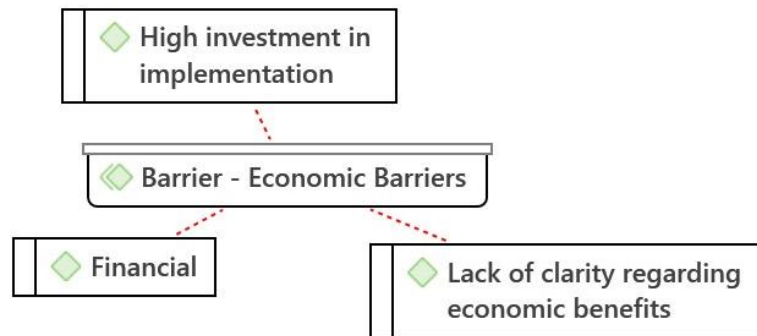 High investment in
implementation
Barrier - Economic Barriers
Financial
Lack of clarity regarding
economic benefits